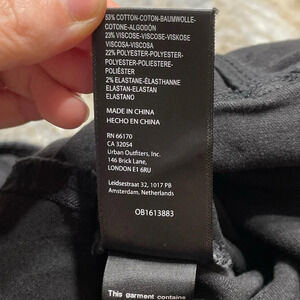 53% COTTON-COTON-BAUMWOLLE-
COTONE-ALGODÓN
23% VISCOSE-VISCOSE-VISKOSE
VISCOSA-VISCOSA
22% POLYESTER-POLYESTER-
POLYESTER-POLIESTERE-
POLIÉSTER
2% ELASTANE-ÉLASTHANNE
ELASTAN-ELASTAN
ELASTANO
MADE IN CHINA
HECHO EN CHINA
RN 66170
CA 32054
Urban Outfitters, Inc.
146 Brick Lane,
LONDON E1 6RU
Leidsestraat 32, 1017 PB
Amsterdam, Netherlands
OB1613883
This garment contains